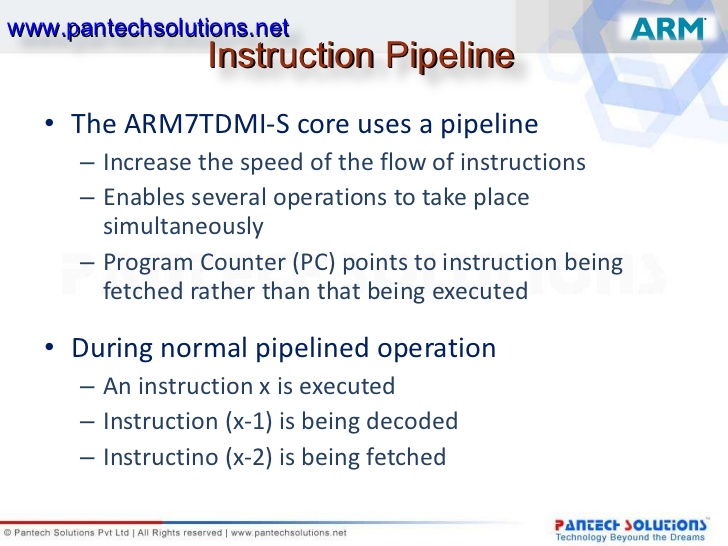 www.pantechsolutions.net
ARM
Instruction Pipeline
• The ARM7TDMI-S core uses a pipeline
– Increase the speed of the flow of instructions
– Enables several operations to take place
simultaneously
– Program Counter (PC) points to instruction being
fetched rather than that being executed
• During normal pipelined operation
– An instruction x is executed
– Instruction (x-1) is being decoded
– Instructino (x-2) is being fetched
© Pantech Solutions Pvt Ltd | All Rights reserved | www.pantechsolutions.net
PANTECH SOLUTIONS™
Technology Beyound the Dreams